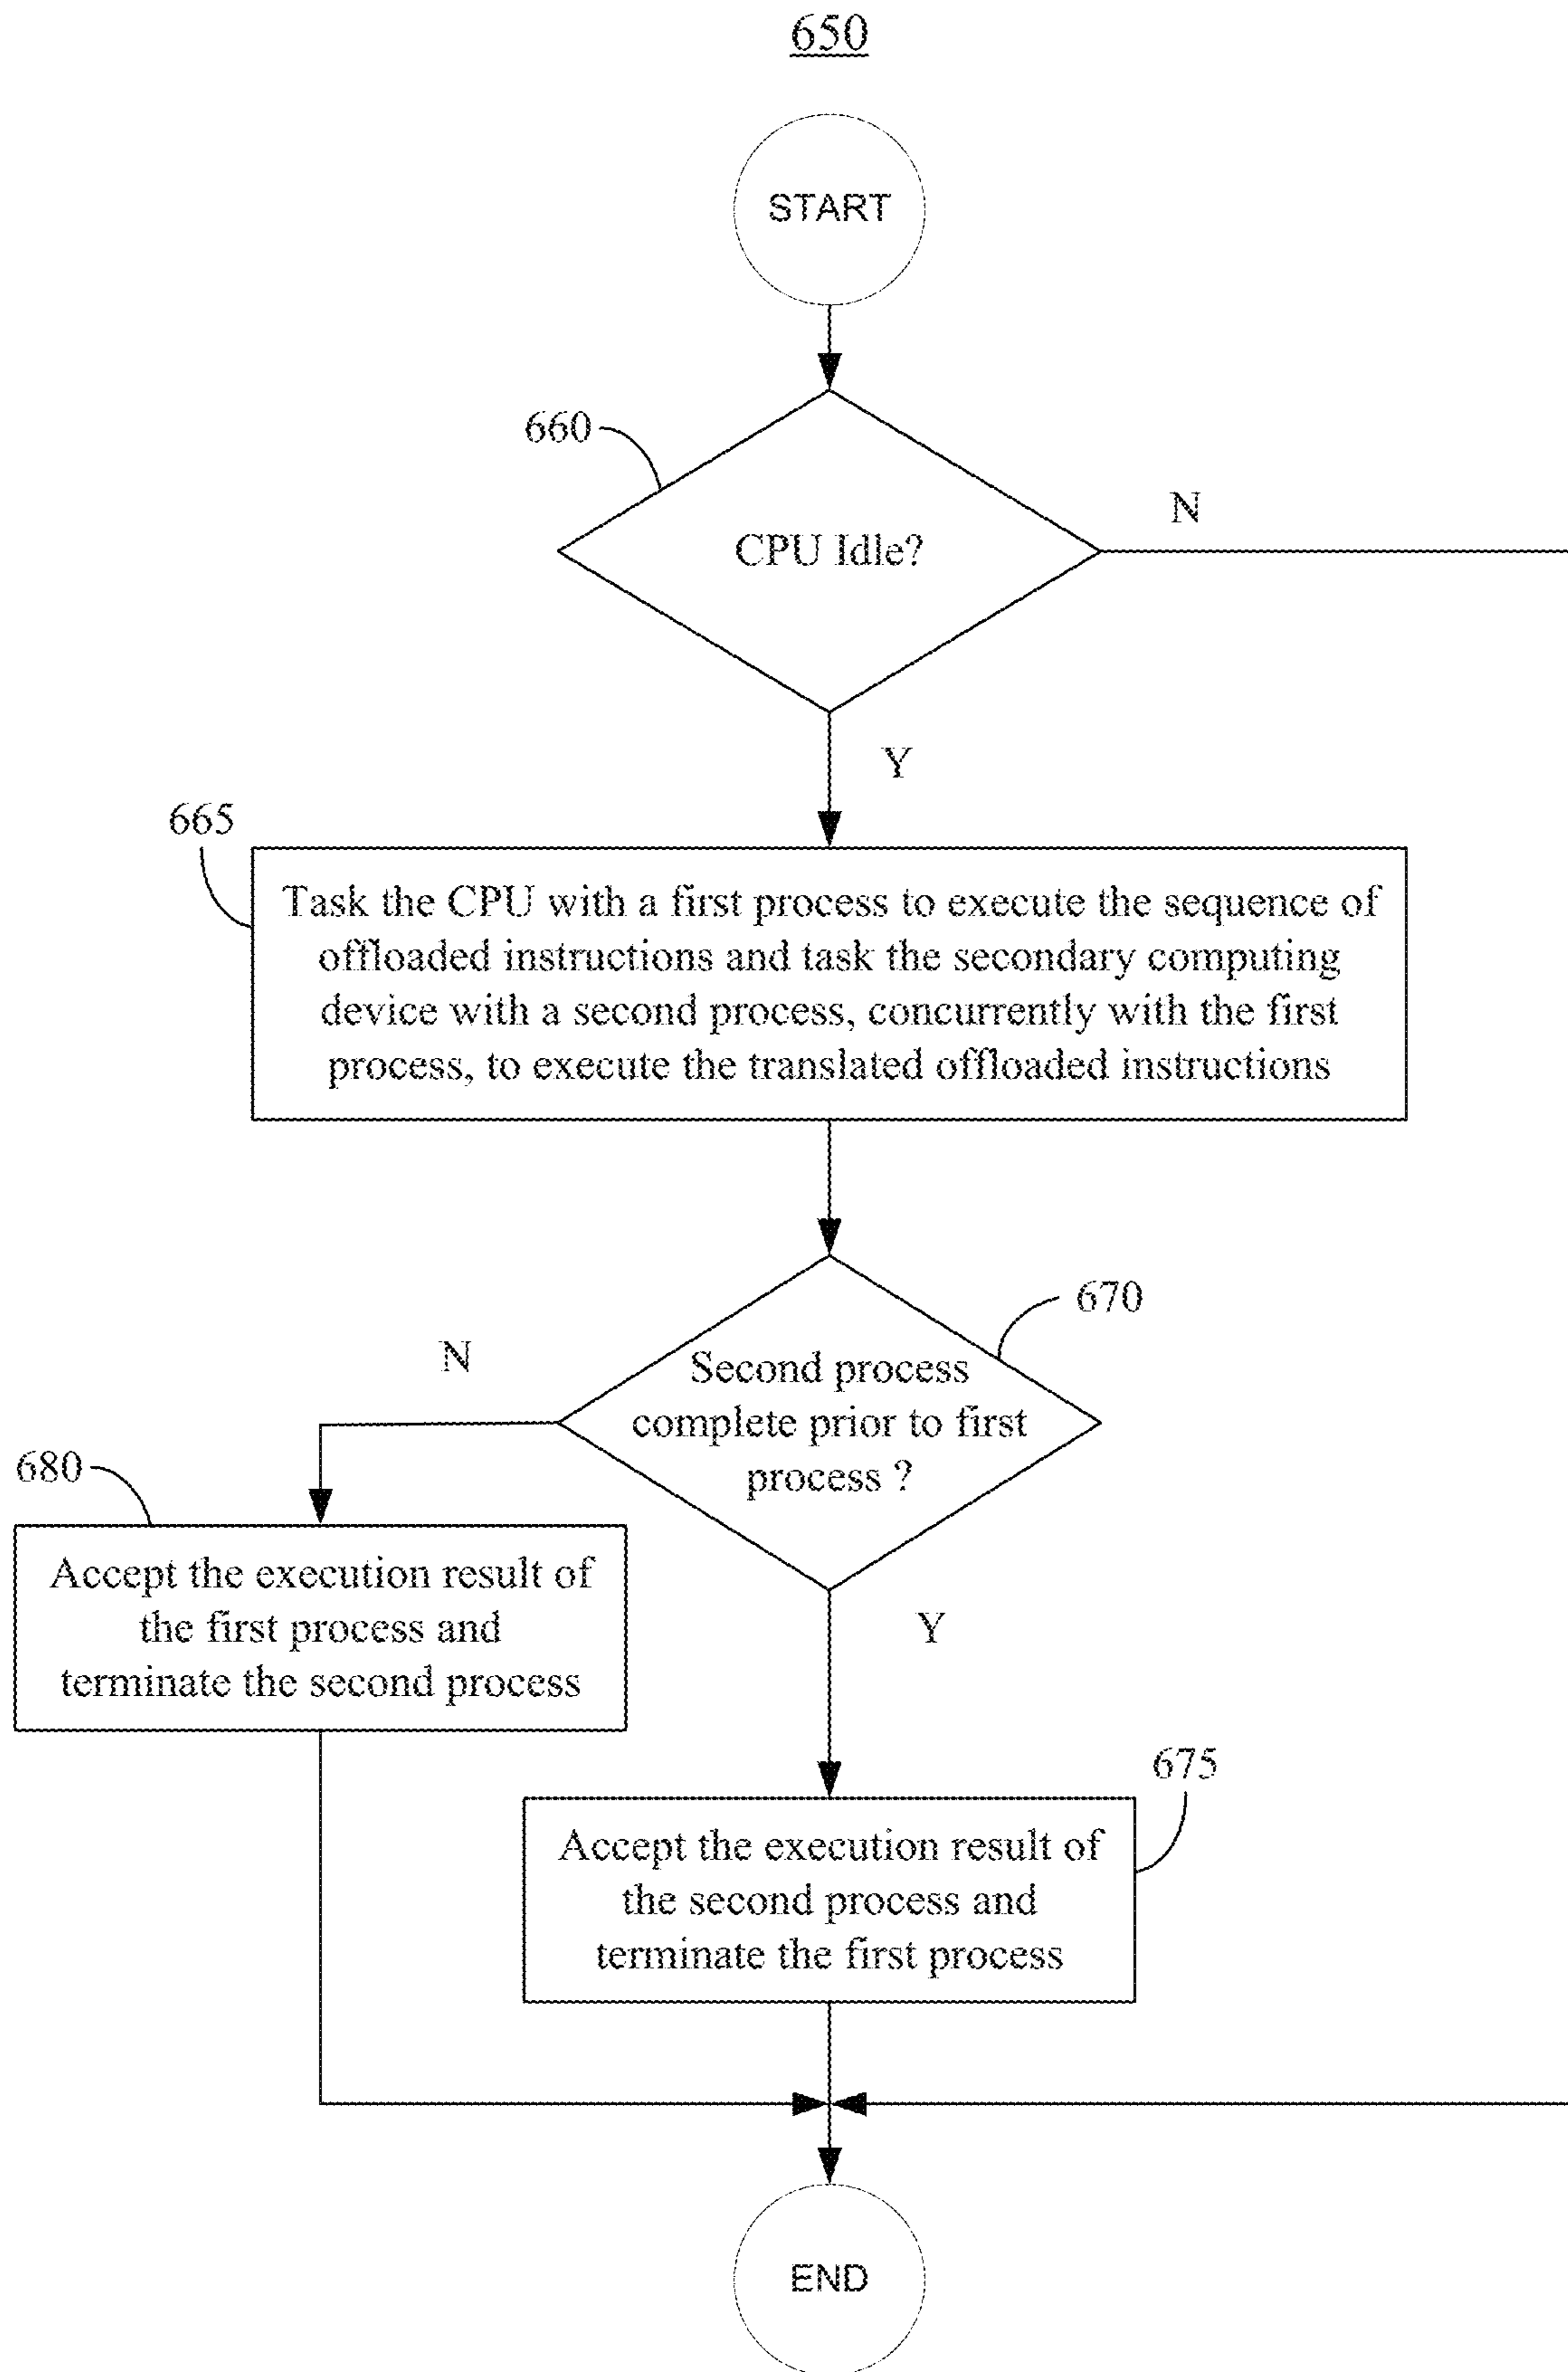 650
START
660
N
CPU Idle?
Y
665
Task the CPU with a first process to execute the sequence of
offloaded instructions and task the secondary computing
device with a second process, concurrently with the first
process, to execute the translated offloaded instructions
670
N
Second process
complete prior to first
process ?
680
Accept the execution result of
the first process and
terminate the second process
Y
675
Accept the execution result of
the second process and
terminate the first process
END